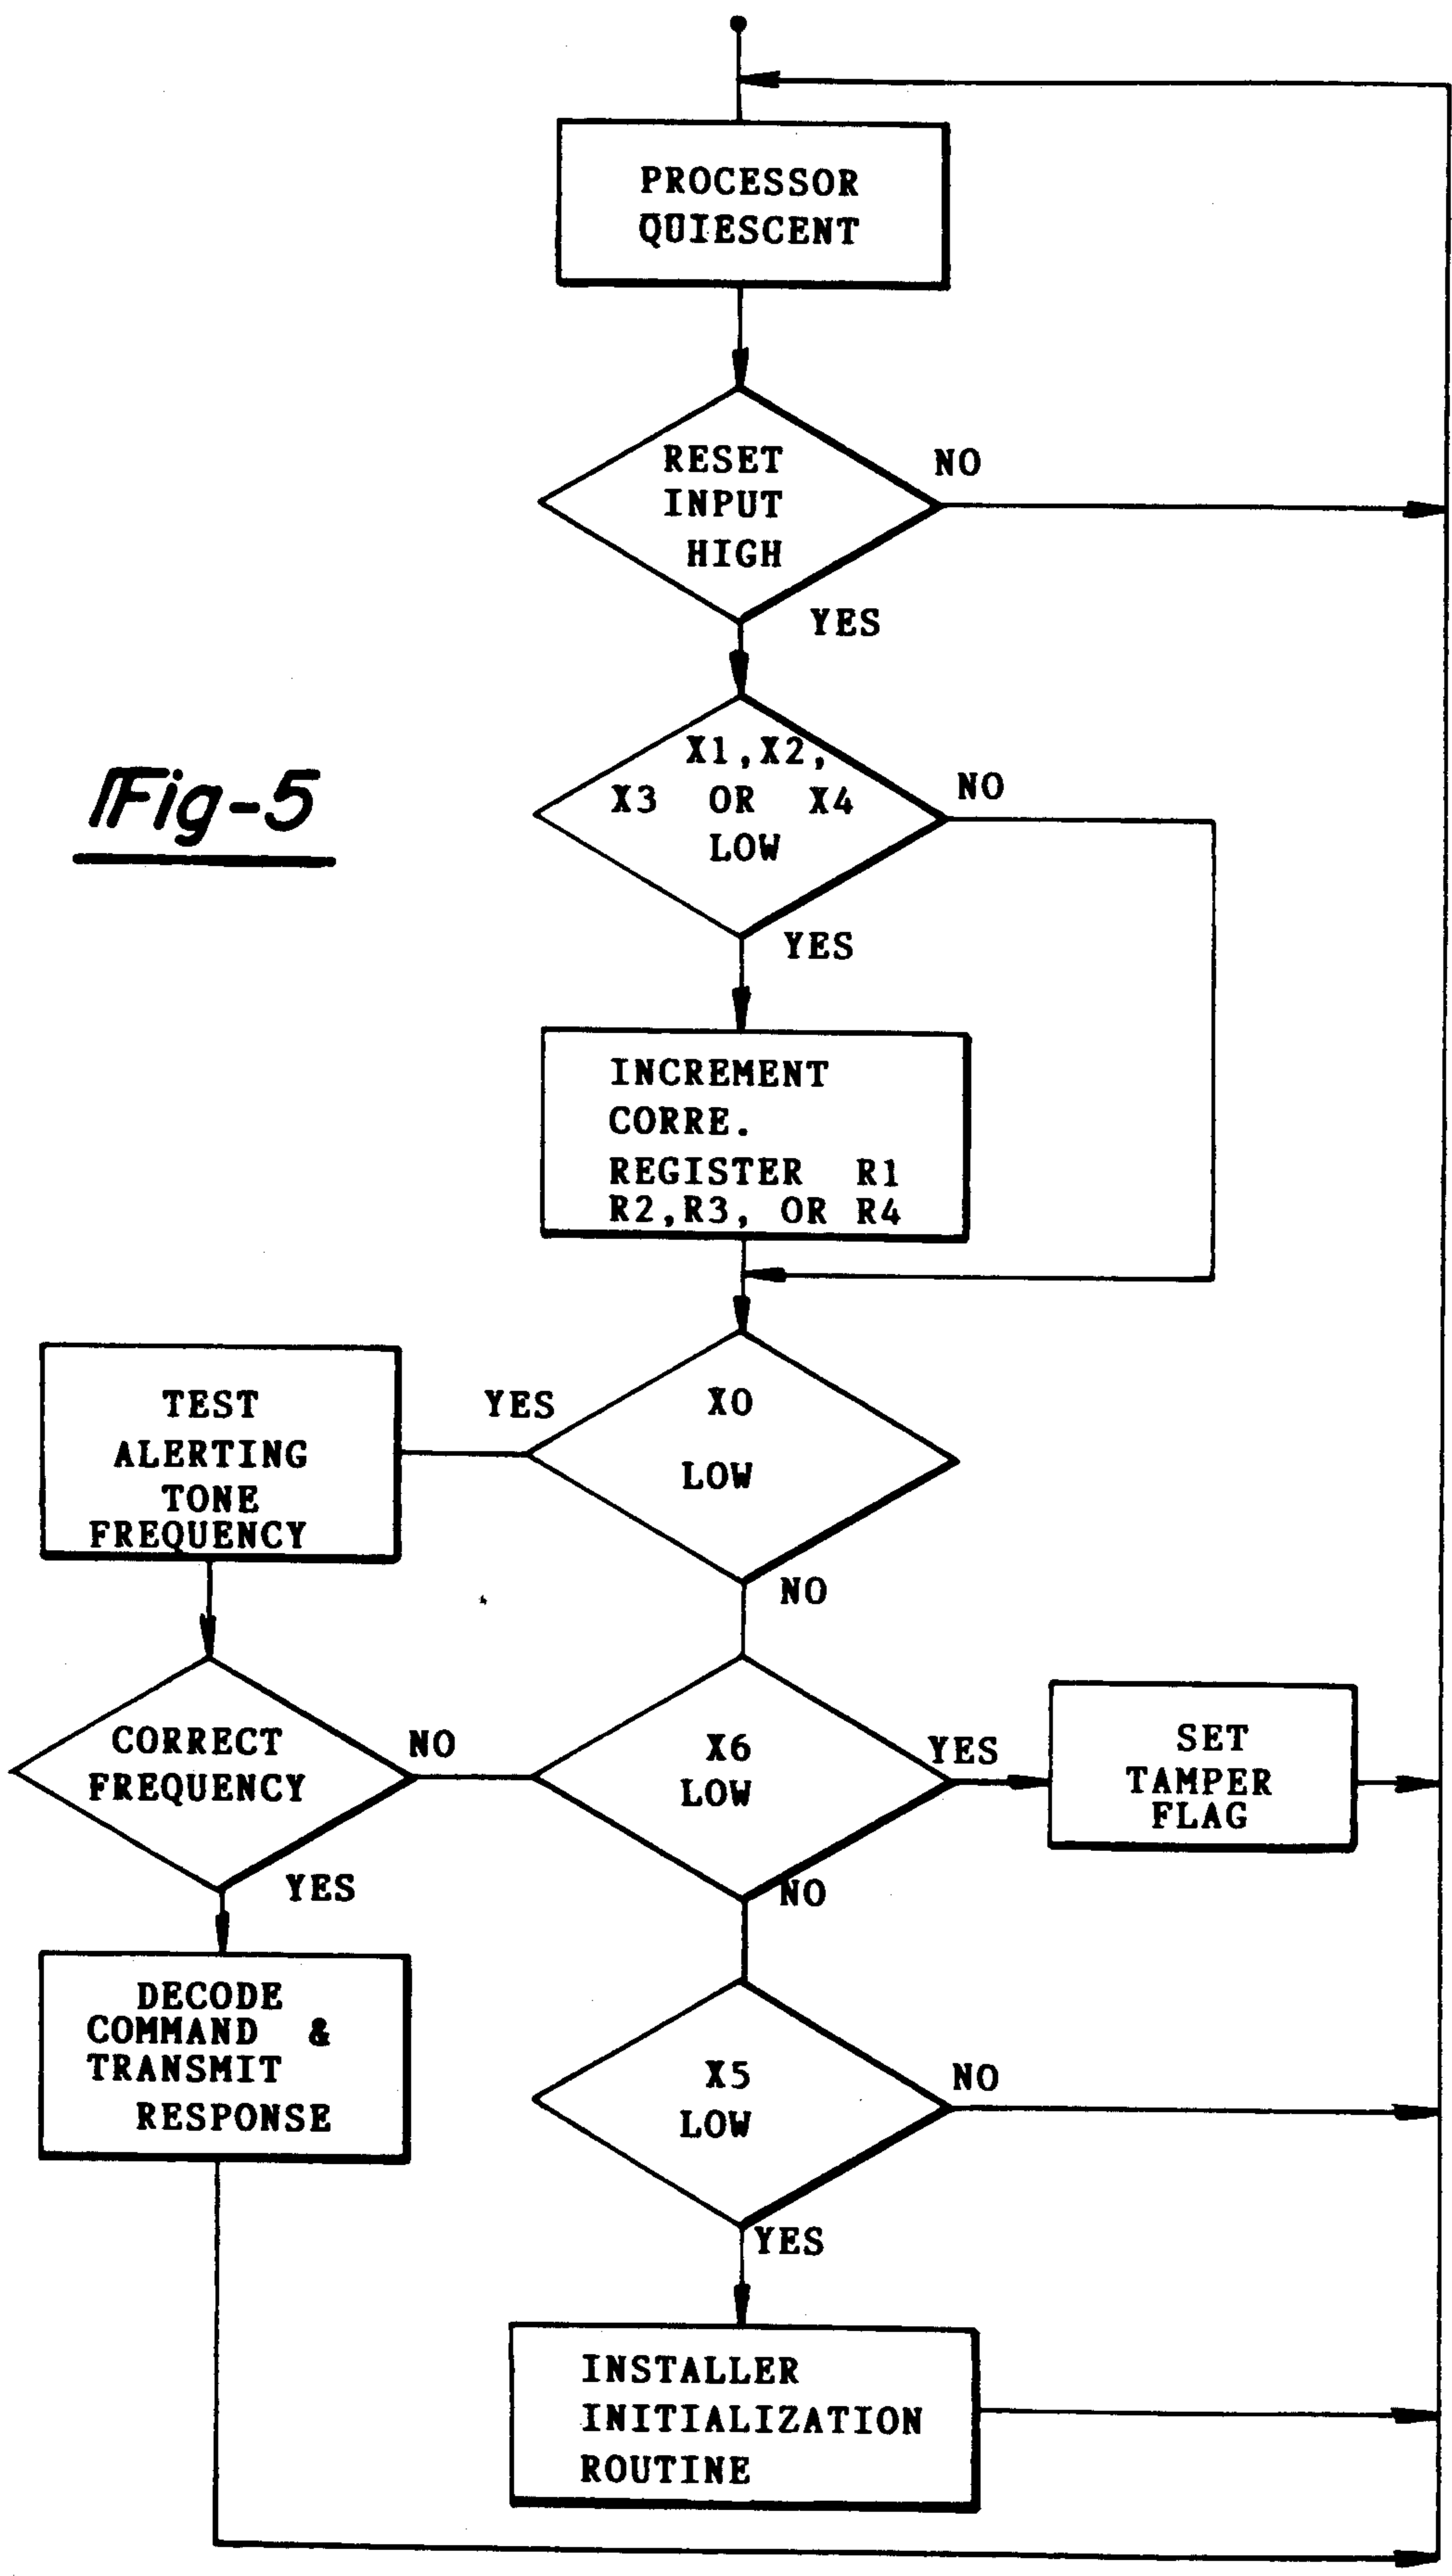 PROCESSOR
QUIESCENT
RESET
INPUT
HIGH
NO
YES
X1,X2,
X3 OR X4
LOW
NO
YES
Fig-5
INCREMENT
CORRE.
REGISTER R1
R2,R3, OR R4
X0
LOW
YES
NO
TEST
ALERTING
TONE
FREQUENCY
CORRECT
FREQUENCY
NO
YES
X6
LOW
YES
NO
SET
TAMPER
FLAG
DECODE
COMMAND &
TRANSMIT
RESPONSE
X5
LOW
NO
YES
INSTALLER
INITIALIZATION
ROUTINE